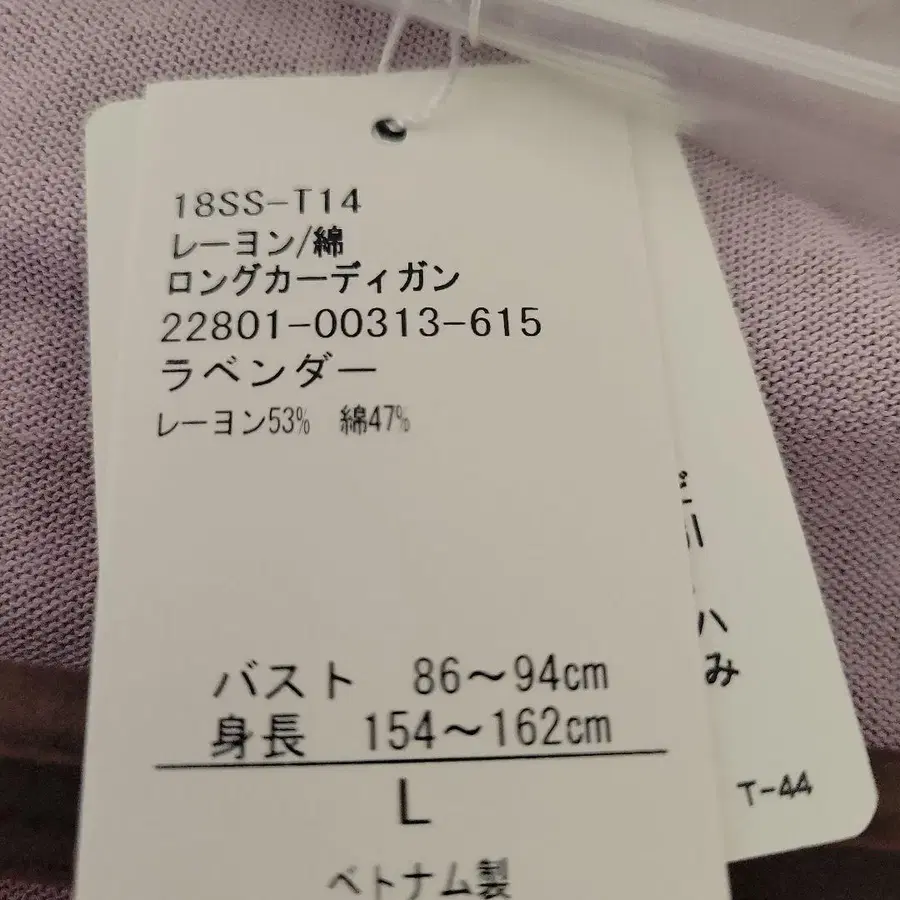 18SS-T14
レーヨン/綿
ロングカーディガン
22801-00313-615
ラベンダー
レーヨン53% 綿47%
バスト 86～94cm
身長 154～162cm
L
ベトナム製
ハ
み
T-44